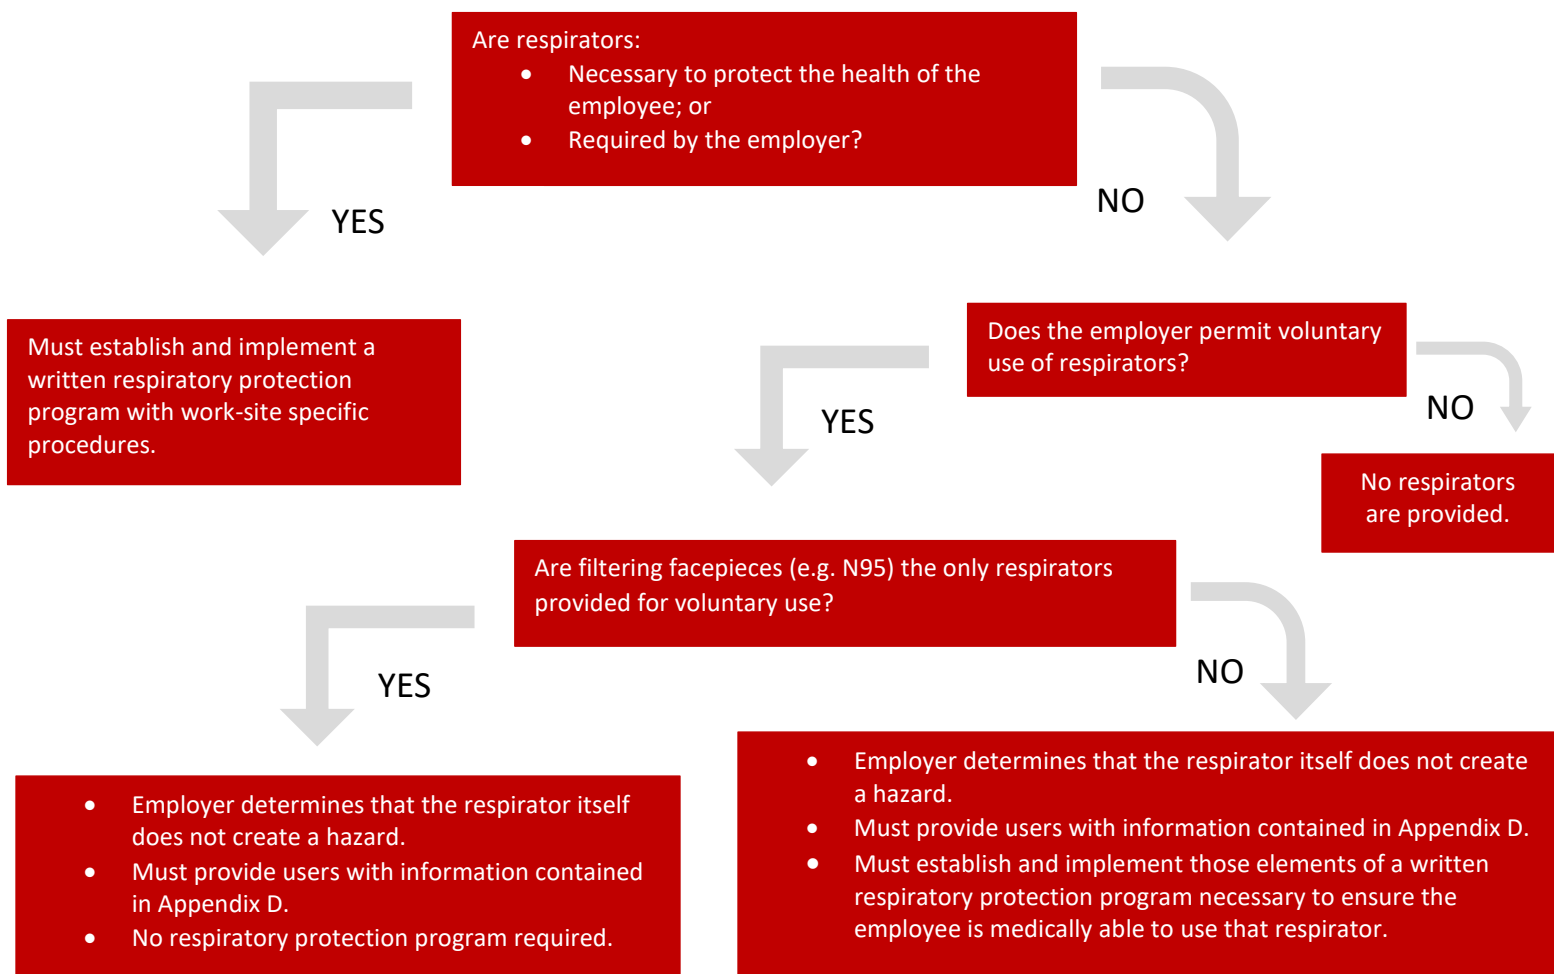 Are respirators:
• Necessary to protect the health of the
employee; or
• Required by the employer?
YES
NO
Must establish and implement a
written respiratory protection
program with work-site specific
procedures.
Does the employer permit voluntary
use of respirators?
YES
NO
No respirators
are provided.
Are filtering facepieces (e.g. N95) the only respirators
provided for voluntary use?
YES
NO
• Employer determines that the respirator itself
does not create a hazard.
• Must provide users with information contained
in Appendix D.
• No respiratory protection program required.
• Employer determines that the respirator itself does not create
a hazard.
• Must provide users with information contained in Appendix D.
• Must establish and implement those elements of a written
respiratory protection program necessary to ensure the
employee is medically able to use that respirator.